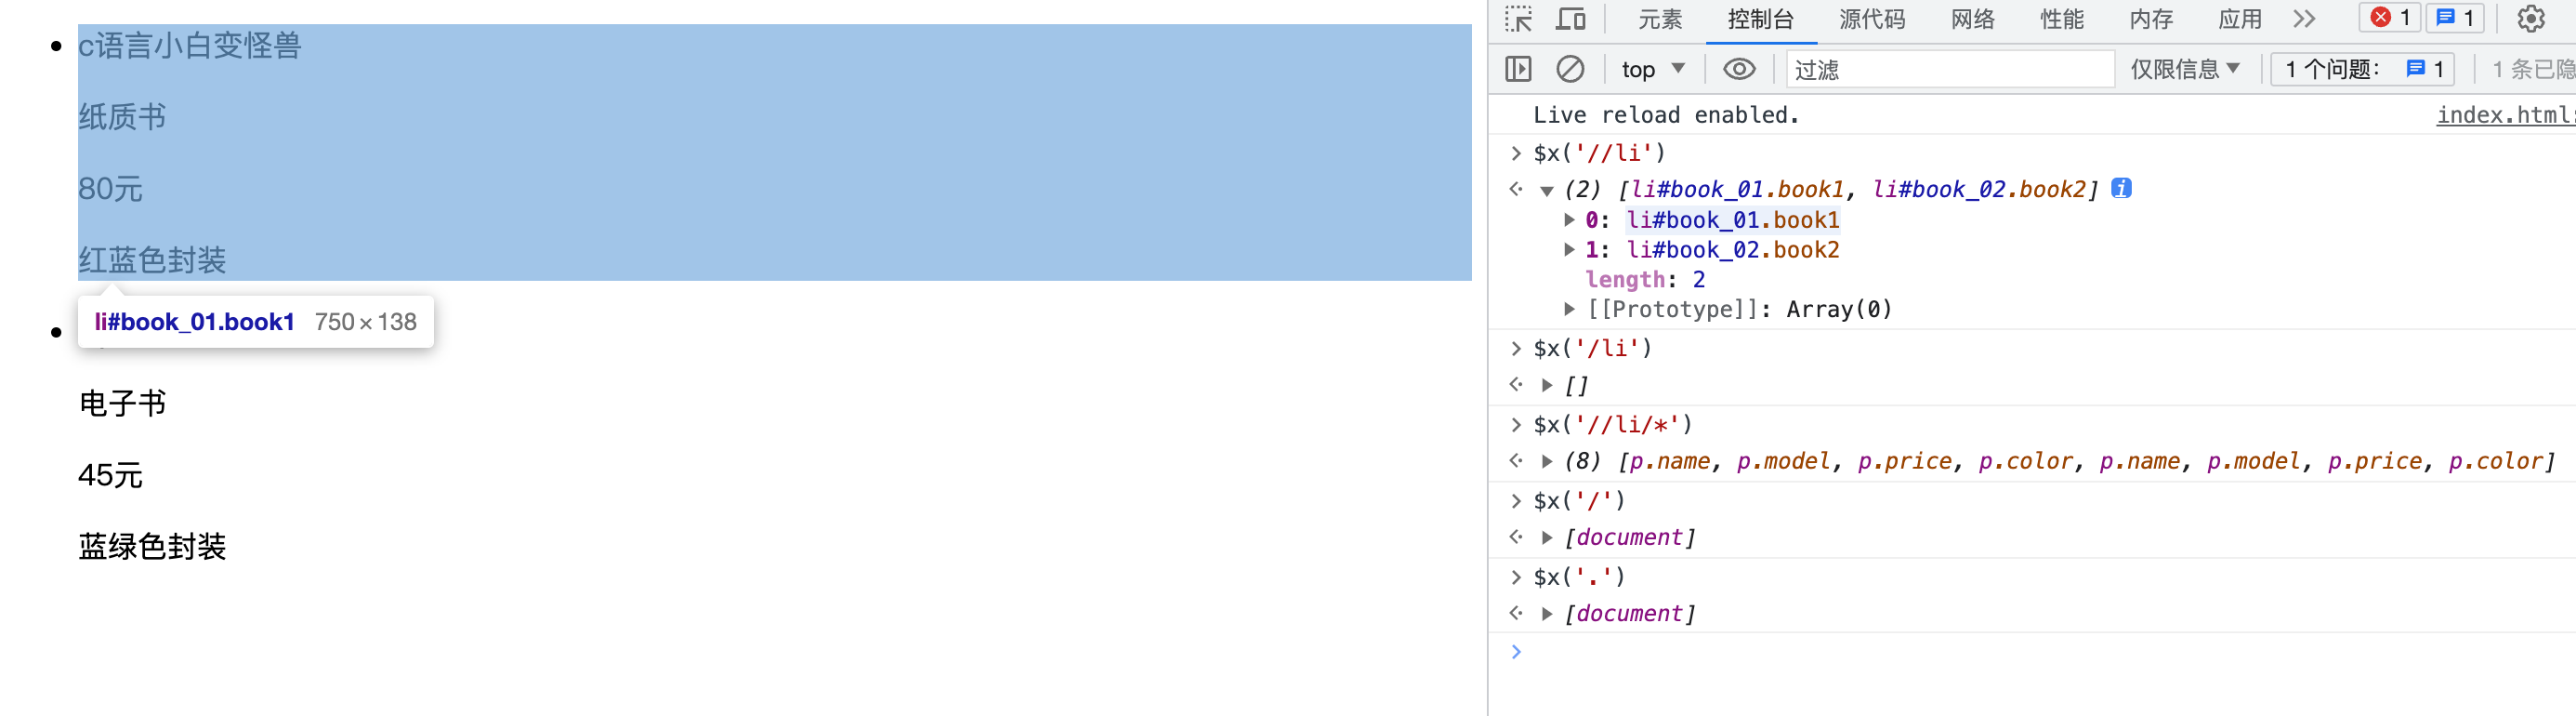 c语言小白变怪兽
纸质书
80元
红蓝色封装
li#book_01.book1 750×138
电子书
45元
蓝绿色封装
元素 控制台 源代码 网络 性能 内存 应用 1 1
top 过滤 仅限信息 1 个问题: 1 1 条已隐
Live reload enabled. index.html:
> $x('//li')
(2) [li#book_01.book1, li#book_02.book2]
0: li#book_01.book1
1: li#book_02.book2
length: 2
[[Prototype]]: Array(0)
> $x('/li')
[]
> $x('//li/*')
(8) [p.name, p.model, p.price, p.color, p.name, p.model, p.price, p.color]
> $x('/')
[document]
> $x('.')
[document]
>